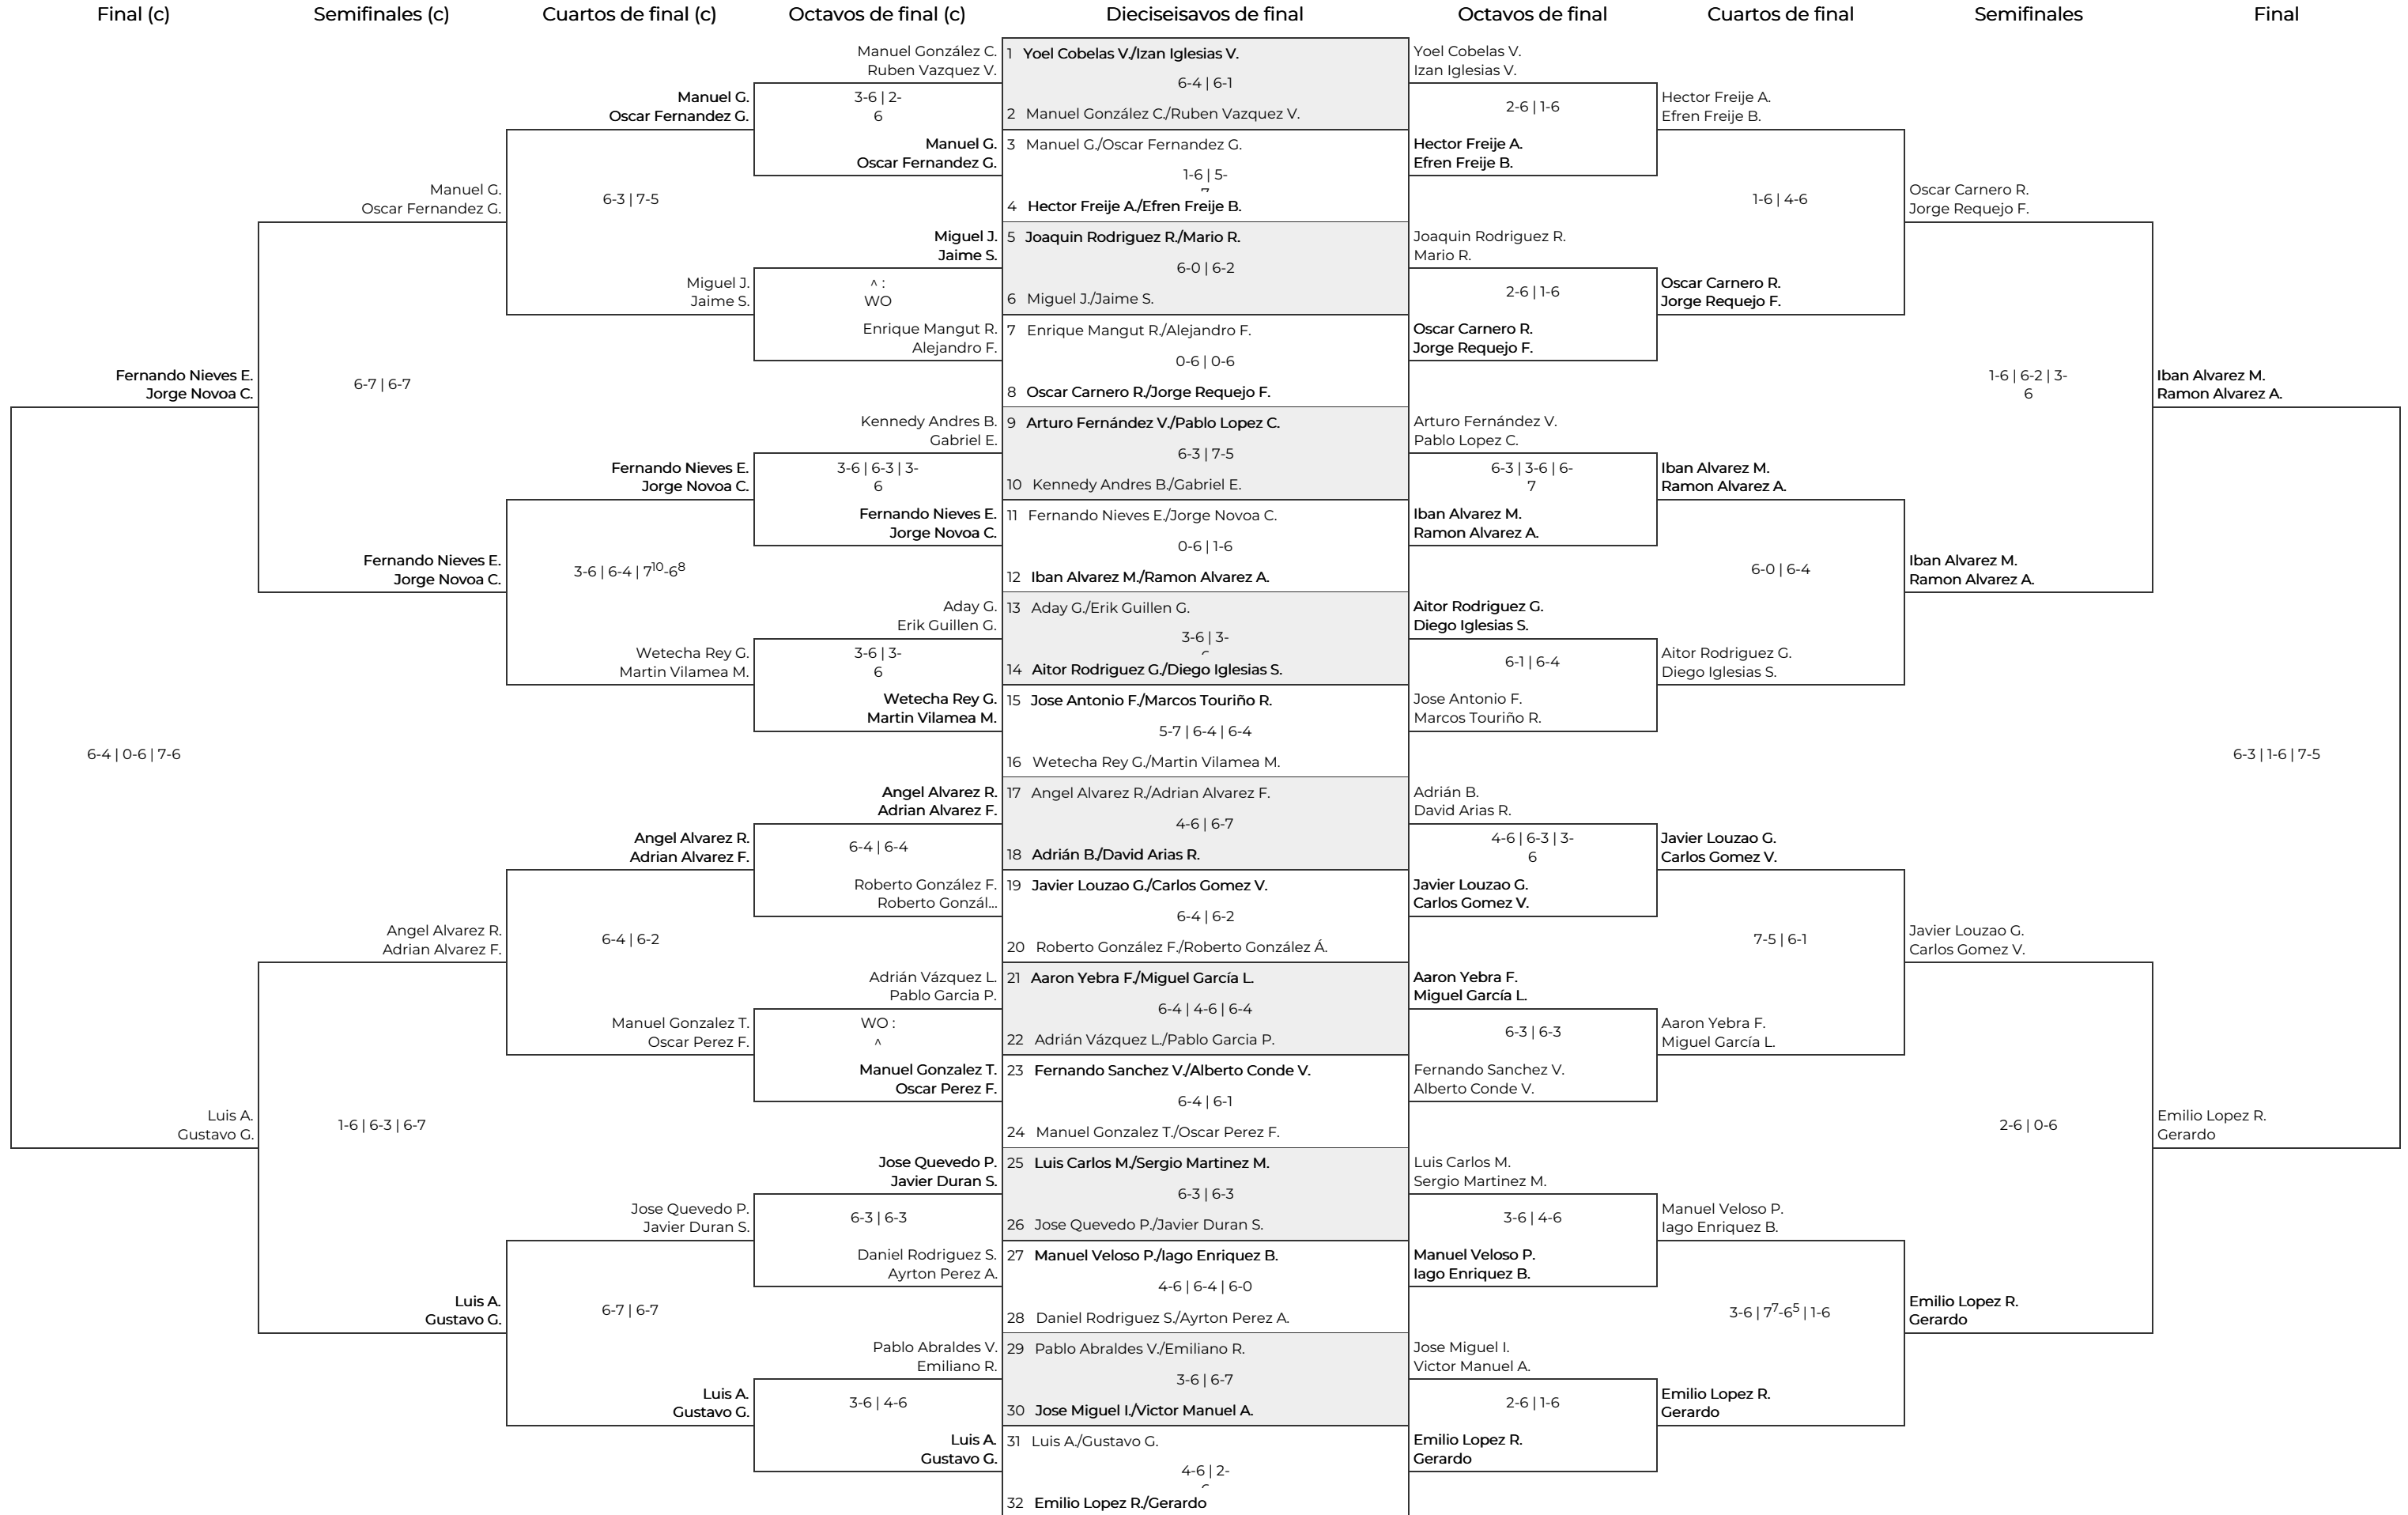 Final (c)
Semifinales (c)
Cuartos de final (c)
Octavos de final (c)
Dieciseisavos de final
Octavos de final
Cuartos de final
Semifinales
Final
Fernando Nieves E.
Jorge Novoa C.
6-4 | 0-6 | 7-6
Luis A.
Gustavo G.
Manuel G.
Oscar Fernandez G.
6-7 | 6-7
Fernando Nieves E.
Jorge Novoa C.
Angel Alvarez R.
Adrian Alvarez F.
1-6 | 6-3 | 6-7
Luis A.
Gustavo G.
Manuel G.
Oscar Fernandez G.
6-3 | 7-5
Miguel J.
Jaime S.
Fernando Nieves E.
Jorge Novoa C.
3-6 | 6-4 | 7¹⁰-6⁸
Wetecha Rey G.
Martin Vilamea M.
Angel Alvarez R.
Adrian Alvarez F.
6-4 | 6-2
Manuel Gonzalez T.
Oscar Perez F.
Jose Quevedo P.
Javier Duran S.
6-7 | 6-7
Luis A.
Gustavo G.
Manuel González C.
Ruben Vazquez V.
3-6 | 2-
6
Manuel G.
Oscar Fernandez G.
Miguel J.
Jaime S.
^ :
WO
Enrique Mangut R.
Alejandro F.
Kennedy Andres B.
Gabriel E.
3-6 | 6-3 | 3-
6
Fernando Nieves E.
Jorge Novoa C.
Aday G.
Erik Guillen G.
3-6 | 3-
6
Wetecha Rey G.
Martin Vilamea M.
Angel Alvarez R.
Adrian Alvarez F.
6-4 | 6-4
Roberto González F.
Roberto Gonzál...
Adrián Vázquez L.
Pablo Garcia P.
WO :
^
Manuel Gonzalez T.
Oscar Perez F.
Jose Quevedo P.
Javier Duran S.
6-3 | 6-3
Daniel Rodriguez S.
Ayrton Perez A.
Pablo Abraldes V.
Emiliano R.
3-6 | 4-6
Luis A.
Gustavo G.
1 Yoel Cobelas V./Izan Iglesias V.
6-4 | 6-1
2 Manuel González C./Ruben Vazquez V.
3 Manuel G./Oscar Fernandez G.
1-6 | 5-
7
4 Hector Freije A./Efren Freije B.
5 Joaquin Rodriguez R./Mario R.
6-0 | 6-2
6 Miguel J./Jaime S.
7 Enrique Mangut R./Alejandro F.
0-6 | 0-6
8 Oscar Carnero R./Jorge Requejo F.
9 Arturo Fernández V./Pablo Lopez C.
6-3 | 7-5
10 Kennedy Andres B./Gabriel E.
11 Fernando Nieves E./Jorge Novoa C.
0-6 | 1-6
12 Iban Alvarez M./Ramon Alvarez A.
13 Aday G./Erik Guillen G.
3-6 | 3-
14 Aitor Rodriguez G./Diego Iglesias S.
15 Jose Antonio F./Marcos Touriño R.
5-7 | 6-4 | 6-4
16 Wetecha Rey G./Martin Vilamea M.
17 Angel Alvarez R./Adrian Alvarez F.
4-6 | 6-7
18 Adrián B./David Arias R.
19 Javier Louzao G./Carlos Gomez V.
6-4 | 6-2
20 Roberto González F./Roberto González Á.
21 Aaron Yebra F./Miguel García L.
6-4 | 4-6 | 6-4
22 Adrián Vázquez L./Pablo Garcia P.
23 Fernando Sanchez V./Alberto Conde V.
6-4 | 6-1
24 Manuel Gonzalez T./Oscar Perez F.
25 Luis Carlos M./Sergio Martinez M.
6-3 | 6-3
26 Jose Quevedo P./Javier Duran S.
27 Manuel Veloso P./Iago Enriquez B.
4-6 | 6-4 | 6-0
28 Daniel Rodriguez S./Ayrton Perez A.
29 Pablo Abraldes V./Emiliano R.
3-6 | 6-7
30 Jose Miguel I./Victor Manuel A.
31 Luis A./Gustavo G.
4-6 | 2-
32 Emilio Lopez R./Gerardo
Yoel Cobelas V.
Izan Iglesias V.
2-6 | 1-6
Hector Freije A.
Efren Freije B.
Joaquin Rodriguez R.
Mario R.
2-6 | 1-6
Oscar Carnero R.
Jorge Requejo F.
Arturo Fernández V.
Pablo Lopez C.
6-3 | 3-6 | 6-
7
Iban Alvarez M.
Ramon Alvarez A.
Aitor Rodriguez G.
Diego Iglesias S.
6-1 | 6-4
Jose Antonio F.
Marcos Touriño R.
Adrián B.
David Arias R.
4-6 | 6-3 | 3-
6
Javier Louzao G.
Carlos Gomez V.
Aaron Yebra F.
Miguel García L.
6-3 | 6-3
Fernando Sanchez V.
Alberto Conde V.
Luis Carlos M.
Sergio Martinez M.
3-6 | 4-6
Manuel Veloso P.
Iago Enriquez B.
Jose Miguel I.
Victor Manuel A.
2-6 | 1-6
Emilio Lopez R.
Gerardo
Hector Freije A.
Efren Freije B.
1-6 | 4-6
Oscar Carnero R.
Jorge Requejo F.
Iban Alvarez M.
Ramon Alvarez A.
6-0 | 6-4
Aitor Rodriguez G.
Diego Iglesias S.
Javier Louzao G.
Carlos Gomez V.
7-5 | 6-1
Aaron Yebra F.
Miguel García L.
Manuel Veloso P.
Iago Enriquez B.
3-6 | 7⁷-6⁵ | 1-6
Emilio Lopez R.
Gerardo
Oscar Carnero R.
Jorge Requejo F.
1-6 | 6-2 | 3-
6
Iban Alvarez M.
Ramon Alvarez A.
Javier Louzao G.
Carlos Gomez V.
2-6 | 0-6
Emilio Lopez R.
Gerardo
Iban Alvarez M.
Ramon Alvarez A.
6-3 | 1-6 | 7-5
Emilio Lopez R.
Gerardo